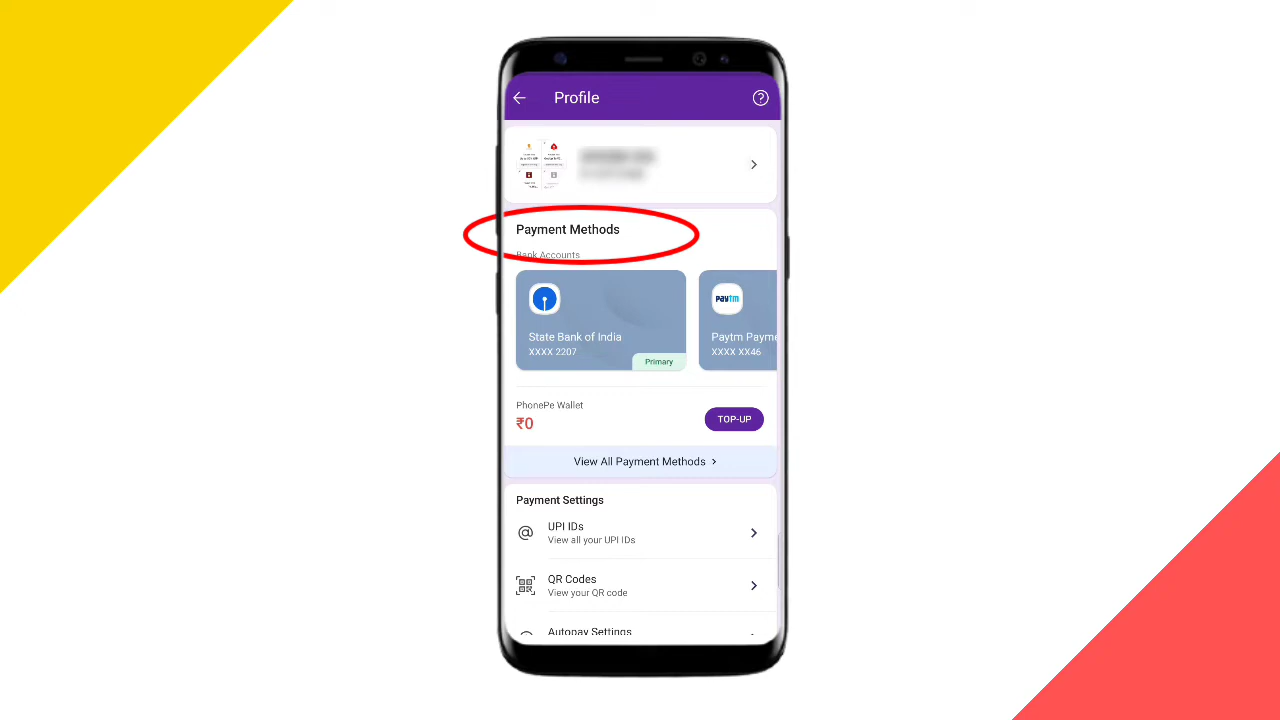 Profile
Payment Methods
Bank Accounts
State Bank of India
XXXX 2207
Primary
Paytm
Paytm Payme
XXXX XX46
PhonePe Wallet
₹0
TOP-UP
View All Payment Methods
Payment Settings
UPI IDs
View all your UPI IDs
QR Codes
View your QR code
Autopay Settings